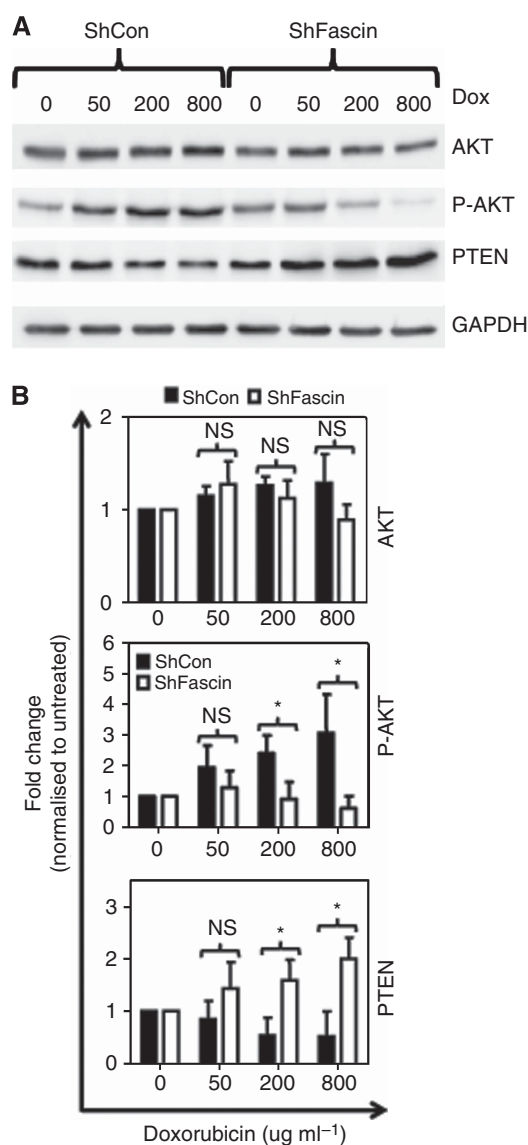 A
ShCon ShFascin
0 50 200 800 0 50 200 800 Dox
AKT
P-AKT
PTEN
GAPDH
B
ShCon ShFascin
2
NS NS NS
1
0
0 50 200 800
AKT
6
ShCon
5
ShFascin
4
NS * *
3
2
1
0
0 50 200 800
P-AKT
3
NS * *
2
1
0
0 50 200 800
PTEN
Fold change
(normalised to untreated)
Doxorubicin (ug ml–1)